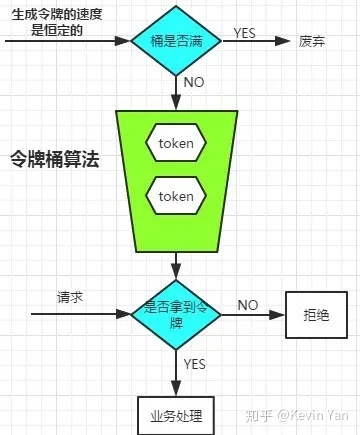 生成令牌的速度
是恒定的
桶是否满
YES
废弃
NO
token
令牌桶算法
token
请求
是否拿到令
牌
NO
拒绝
YES
业务处理
知乎 @Kevin Yan